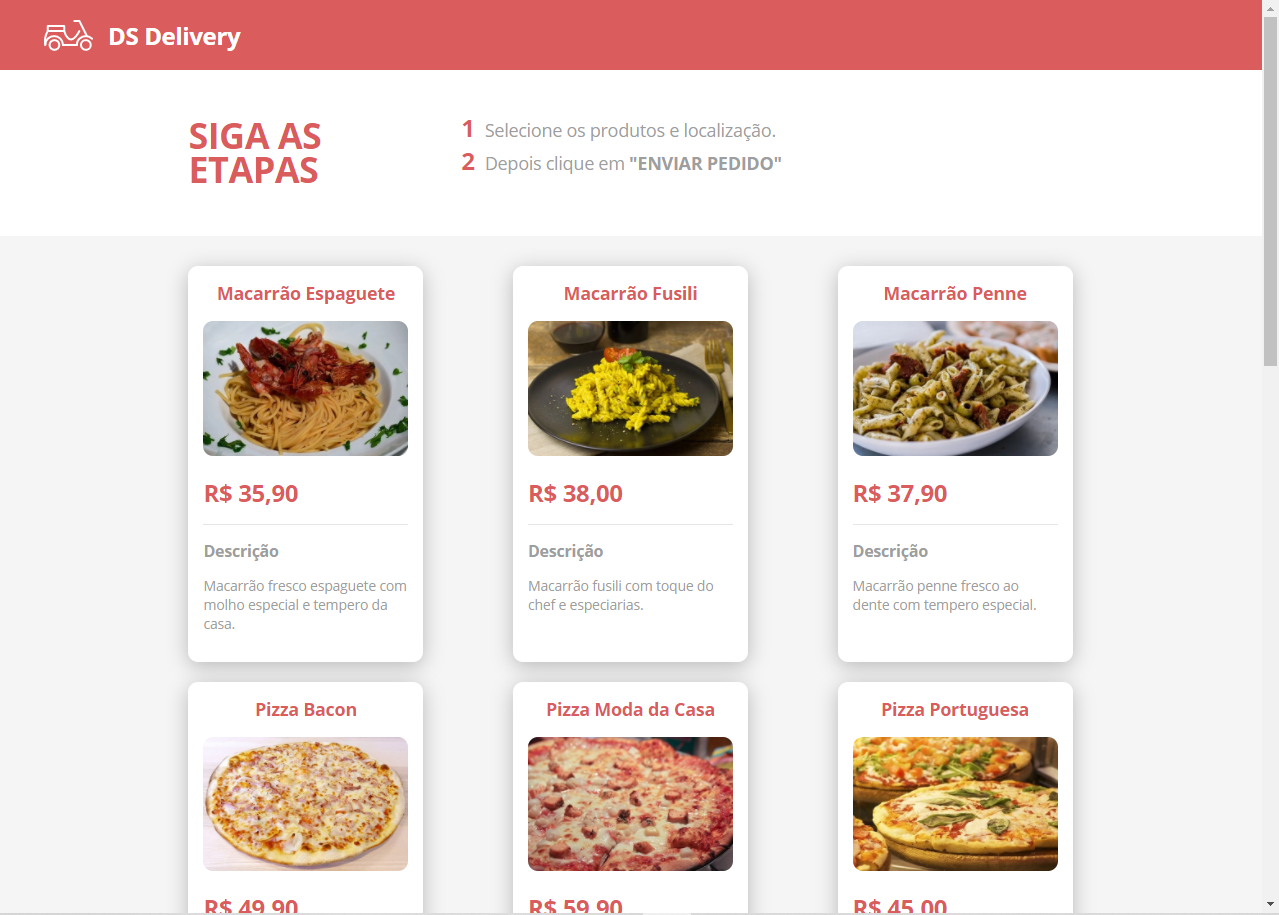 DS Delivery
SIGA AS
ETAPAS
1 Selecione os produtos e localização.
2 Depois clique em "ENVIAR PEDIDO"
Macarrão Espaguete
R$ 35,90
Descrição
Macarrão fresco espaguete com
molho especial e tempero da
casa.
Macarrão Fusili
R$ 38,00
Descrição
Macarrão fusili com toque do
chef e especiarias.
Macarrão Penne
R$ 37,90
Descrição
Macarrão penne fresco ao
dente com tempero especial.
Pizza Bacon
R$ 49,90
Pizza Moda da Casa
R$ 59,90
Pizza Portuguesa
R$ 45,00